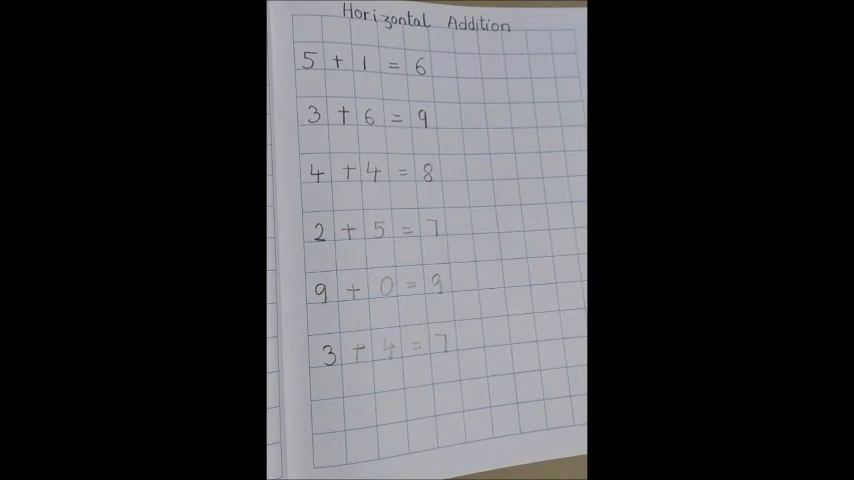 Horizontal Addition
5 + 1 = 6
3 + 6 = 9
4 + 4 = 8
2 + 5 = 7
9 + 0 = 9
3 + 4 = 7